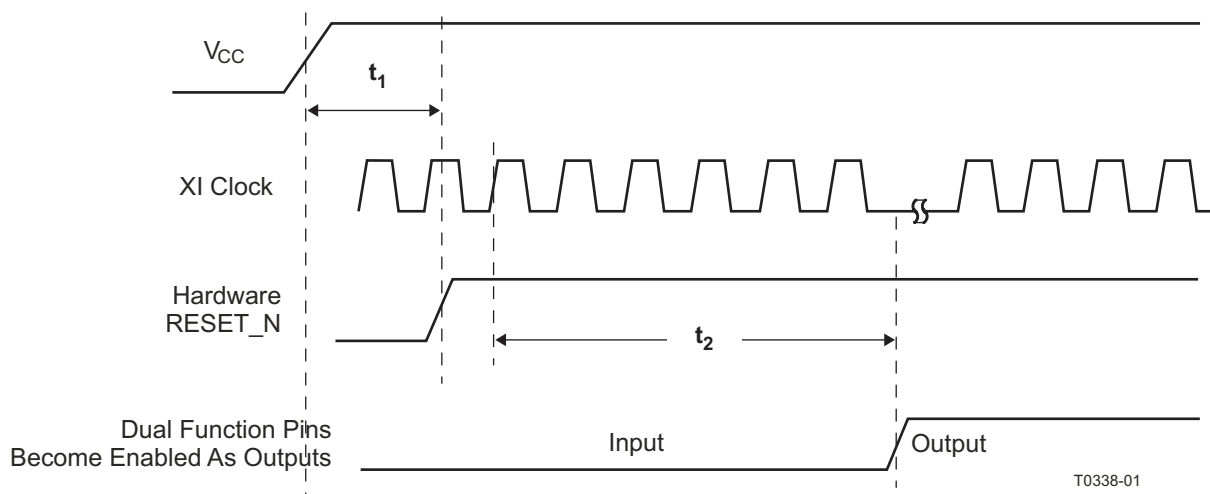 VCC
t1
XI Clock
Hardware
RESET_N
t2
Dual Function Pins
Become Enabled As Outputs
Input
Output
T0338-01